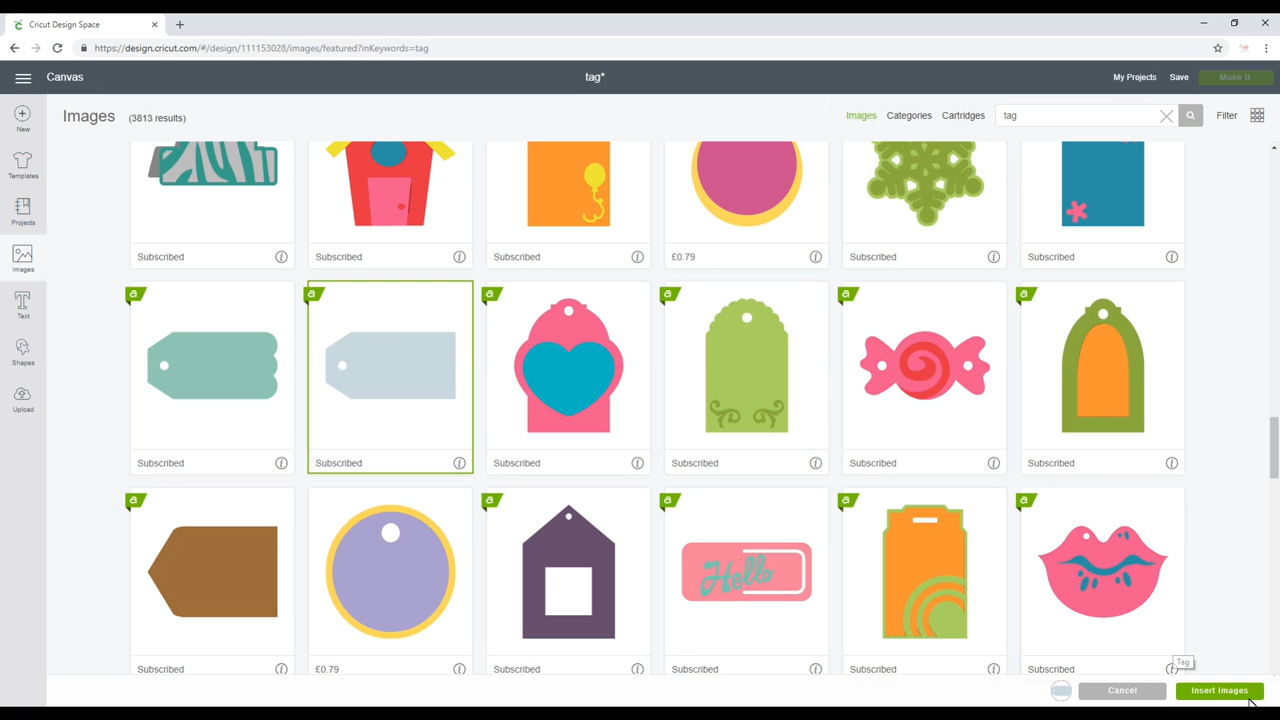 Cricut Design Space
https://design.cricut.com/#/design/111153028/images/featured?inKeywords=tag
Canvas
tag*
My Projects
Save
Make It
New
Templates
Projects
Images
Text
Shapes
Upload
Images
(3813 results)
Images
Categories
Cartridges
tag
Filter
Subscribed
Subscribed
Subscribed
£0.79
Subscribed
Subscribed
a
a
a
a
a
a
Subscribed
Subscribed
Subscribed
Subscribed
Subscribed
Subscribed
a
a
a
a
a
Hello
Subscribed
£0.79
Subscribed
Subscribed
Subscribed
Subscribed
Tag
Cancel
Insert Images